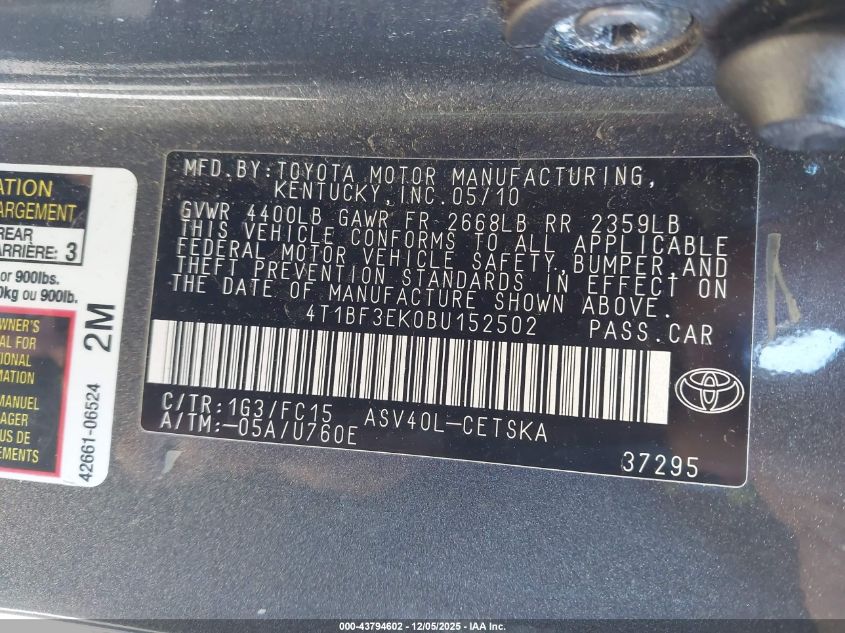 ATION
ARGEMENT
REAR
ARRIÈRE: 3
or 900lbs.
0kg ou 900lb.
WNER'S
AL FOR
TIONAL
RMATION
MANUEL
AGER
US DE
EMENTS
2M
42661-06524
MFD.BY:TOYOTA MOTOR MANUFACTURING,
KENTUCKY,INC.05/10
GVWR 4400LB GAWR FR 2668LB RR 2359LB
THIS VEHICLE CONFORMS TO ALL APPLICABLE
FEDERAL MOTOR VEHICLE SAFETY,BUMPER,AND
THEFT PREVENTION STANDARDS IN EFFECT ON
THE DATE OF MANUFACTURE SHOWN ABOVE.
4T1BF3EK0BU152502 PASS.CAR
C/TR:1G3/FC15 ASV40L-CETSKA
A/TM:-05A/U760E
37295
000-43794602 - 12/05/2025 - IAA Inc.